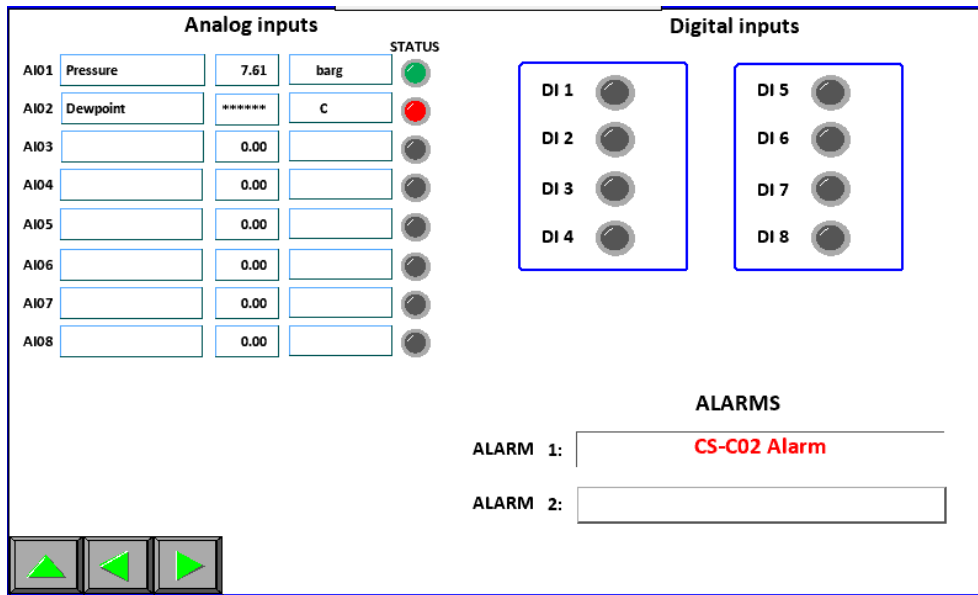 Analog inputs
STATUS
AI01 Pressure 7.61 barg
AI02 Dewpoint ****** C
AI03 0.00
AI04 0.00
AI05 0.00
AI06 0.00
AI07 0.00
AI08 0.00
Digital inputs
DI 1 DI 5
DI 2 DI 6
DI 3 DI 7
DI 4 DI 8
ALARMS
ALARM 1: CS-C02 Alarm
ALARM 2: